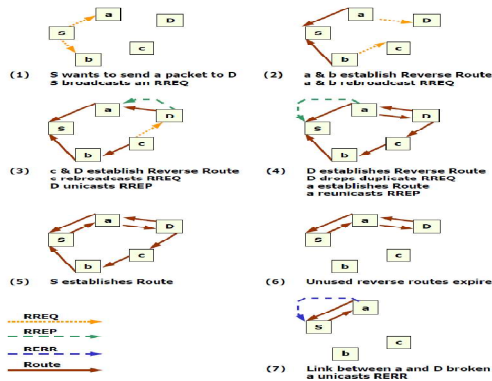 a
D
S
c
b
(1) S wants to send a packet to D
S broadcasts an RREQ
a
D
S
c
b
(2) a & b establish Reverse Route
a & b rebroadcast RREQ
a
D
S
c
b
(3) c & D establish Reverse Route
c rebroadcasts RREQ
D unicasts RREP
a
D
S
c
b
(4) D establishes Reverse Route
D drops duplicate RREQ
a establishes Route
a reunicasts RREP
a
D
S
c
b
(5) S establishes Route
a
D
S
c
b
(6) Unused reverse routes expire
RREQ
RREP
RERR
Route
a
S
c
b
(7) Link between a and D broken
a unicasts RERR